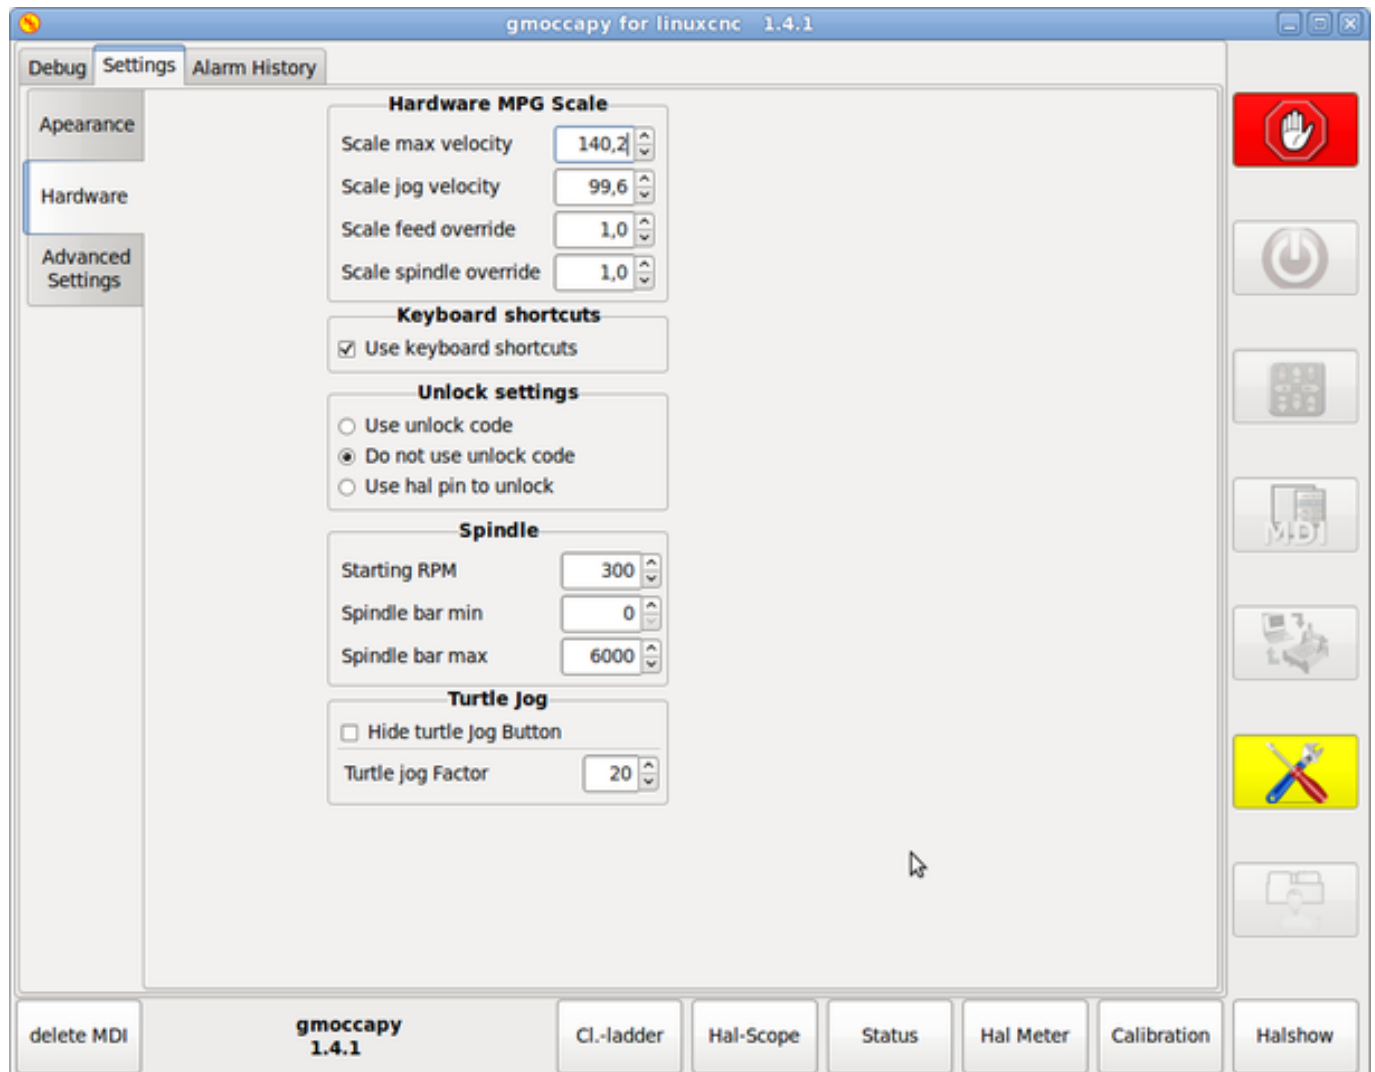 gmoccapy for linuxcnc 1.4.1
Debug Settings Alarm History
Apearance
Hardware
Advanced
Settings
Hardware MPG Scale
Scale max velocity 140,2
Scale jog velocity 99,6
Scale feed override 1,0
Scale spindle override 1,0
Keyboard shortcuts
Use keyboard shortcuts
Unlock settings
Use unlock code
Do not use unlock code
Use hal pin to unlock
Spindle
Starting RPM 300
Spindle bar min 0
Spindle bar max 6000
Turtle Jog
Hide turtle Jog Button
Turtle jog Factor 20
MDI
delete MDI
gmoccapy
1.4.1
Cl.-ladder Hal-Scope Status Hal Meter Calibration Halshow